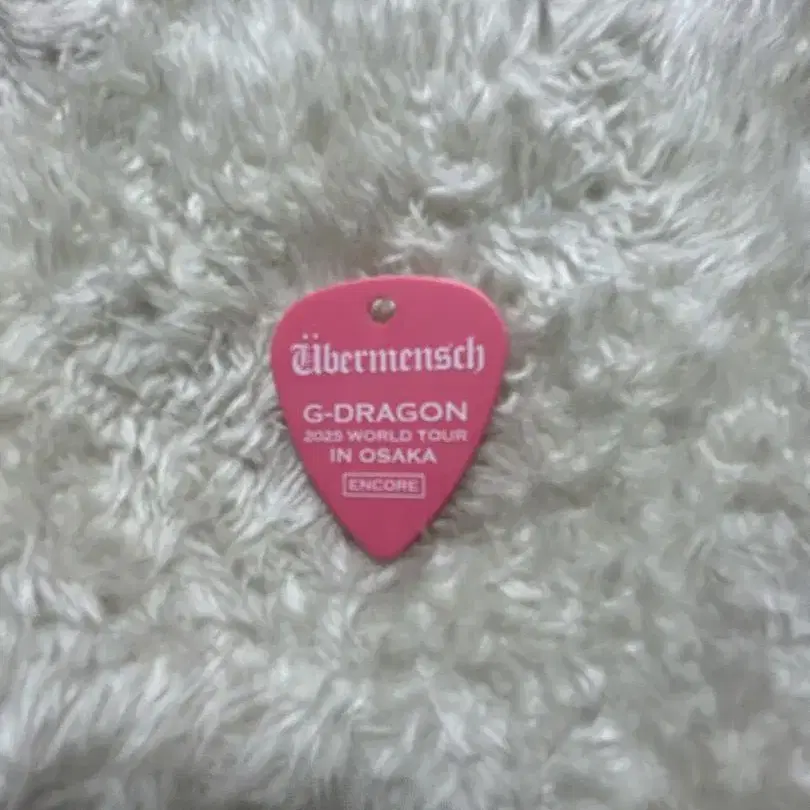 Übermensch
G-DRAGON
2025 WORLD TOUR
IN OSAKA
ENCORE